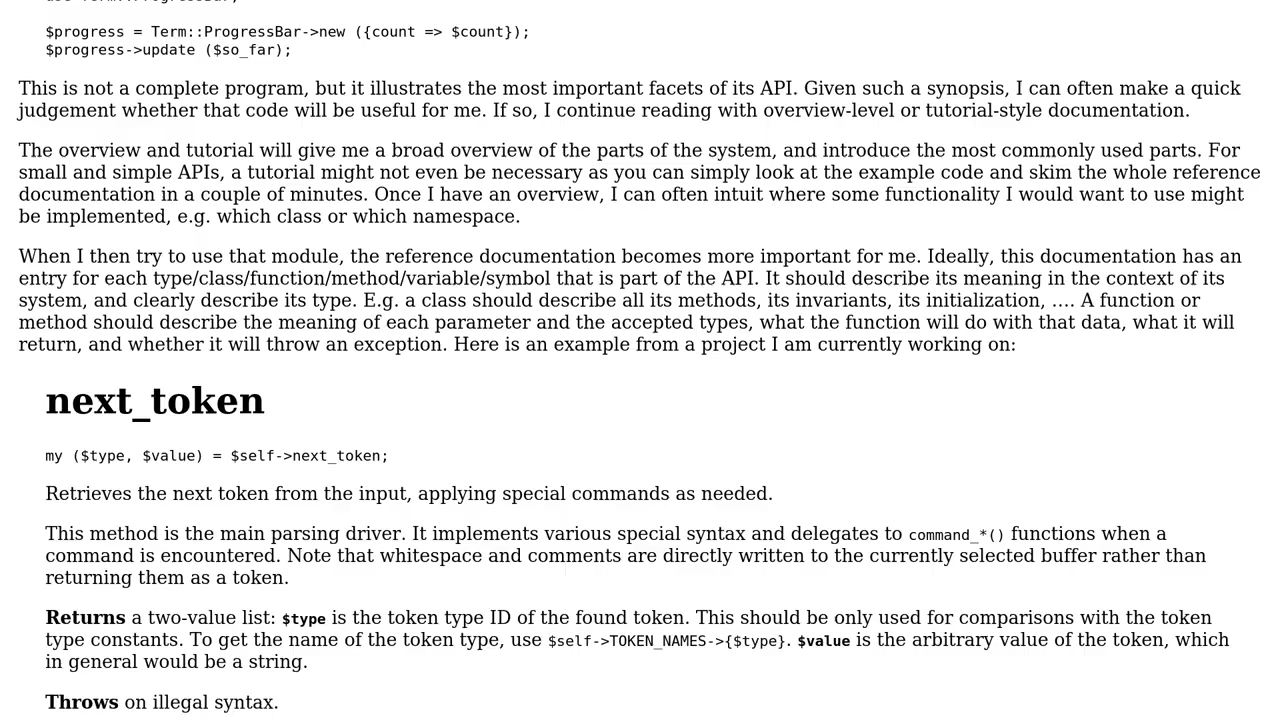 $progress = Term::ProgressBar->new ({count => $count});
$progress->update ($so_far);
This is not a complete program, but it illustrates the most important facets of its API. Given such a synopsis, I can often make a quick
judgement whether that code will be useful for me. If so, I continue reading with overview-level or tutorial-style documentation.
The overview and tutorial will give me a broad overview of the parts of the system, and introduce the most commonly used parts. For
small and simple APIs, a tutorial might not even be necessary as you can simply look at the example code and skim the whole reference
documentation in a couple of minutes. Once I have an overview, I can often intuit where some functionality I would want to use might
be implemented, e.g. which class or which namespace.
When I then try to use that module, the reference documentation becomes more important for me. Ideally, this documentation has an
entry for each type/class/function/method/variable/symbol that is part of the API. It should describe its meaning in the context of its
system, and clearly describe its type. E.g. a class should describe all its methods, its invariants, its initialization, …. A function or
method should describe the meaning of each parameter and the accepted types, what the function will do with that data, what it will
return, and whether it will throw an exception. Here is an example from a project I am currently working on:
next_token
my ($type, $value) = $self->next_token;
Retrieves the next token from the input, applying special commands as needed.
This method is the main parsing driver. It implements various special syntax and delegates to command_*() functions when a
command is encountered. Note that whitespace and comments are directly written to the currently selected buffer rather than
returning them as a token.
Returns a two-value list: $type is the token type ID of the found token. This should be only used for comparisons with the token
type constants. To get the name of the token type, use $self->TOKEN_NAMES->{$type}. $value is the arbitrary value of the token, which
in general would be a string.
Throws on illegal syntax.